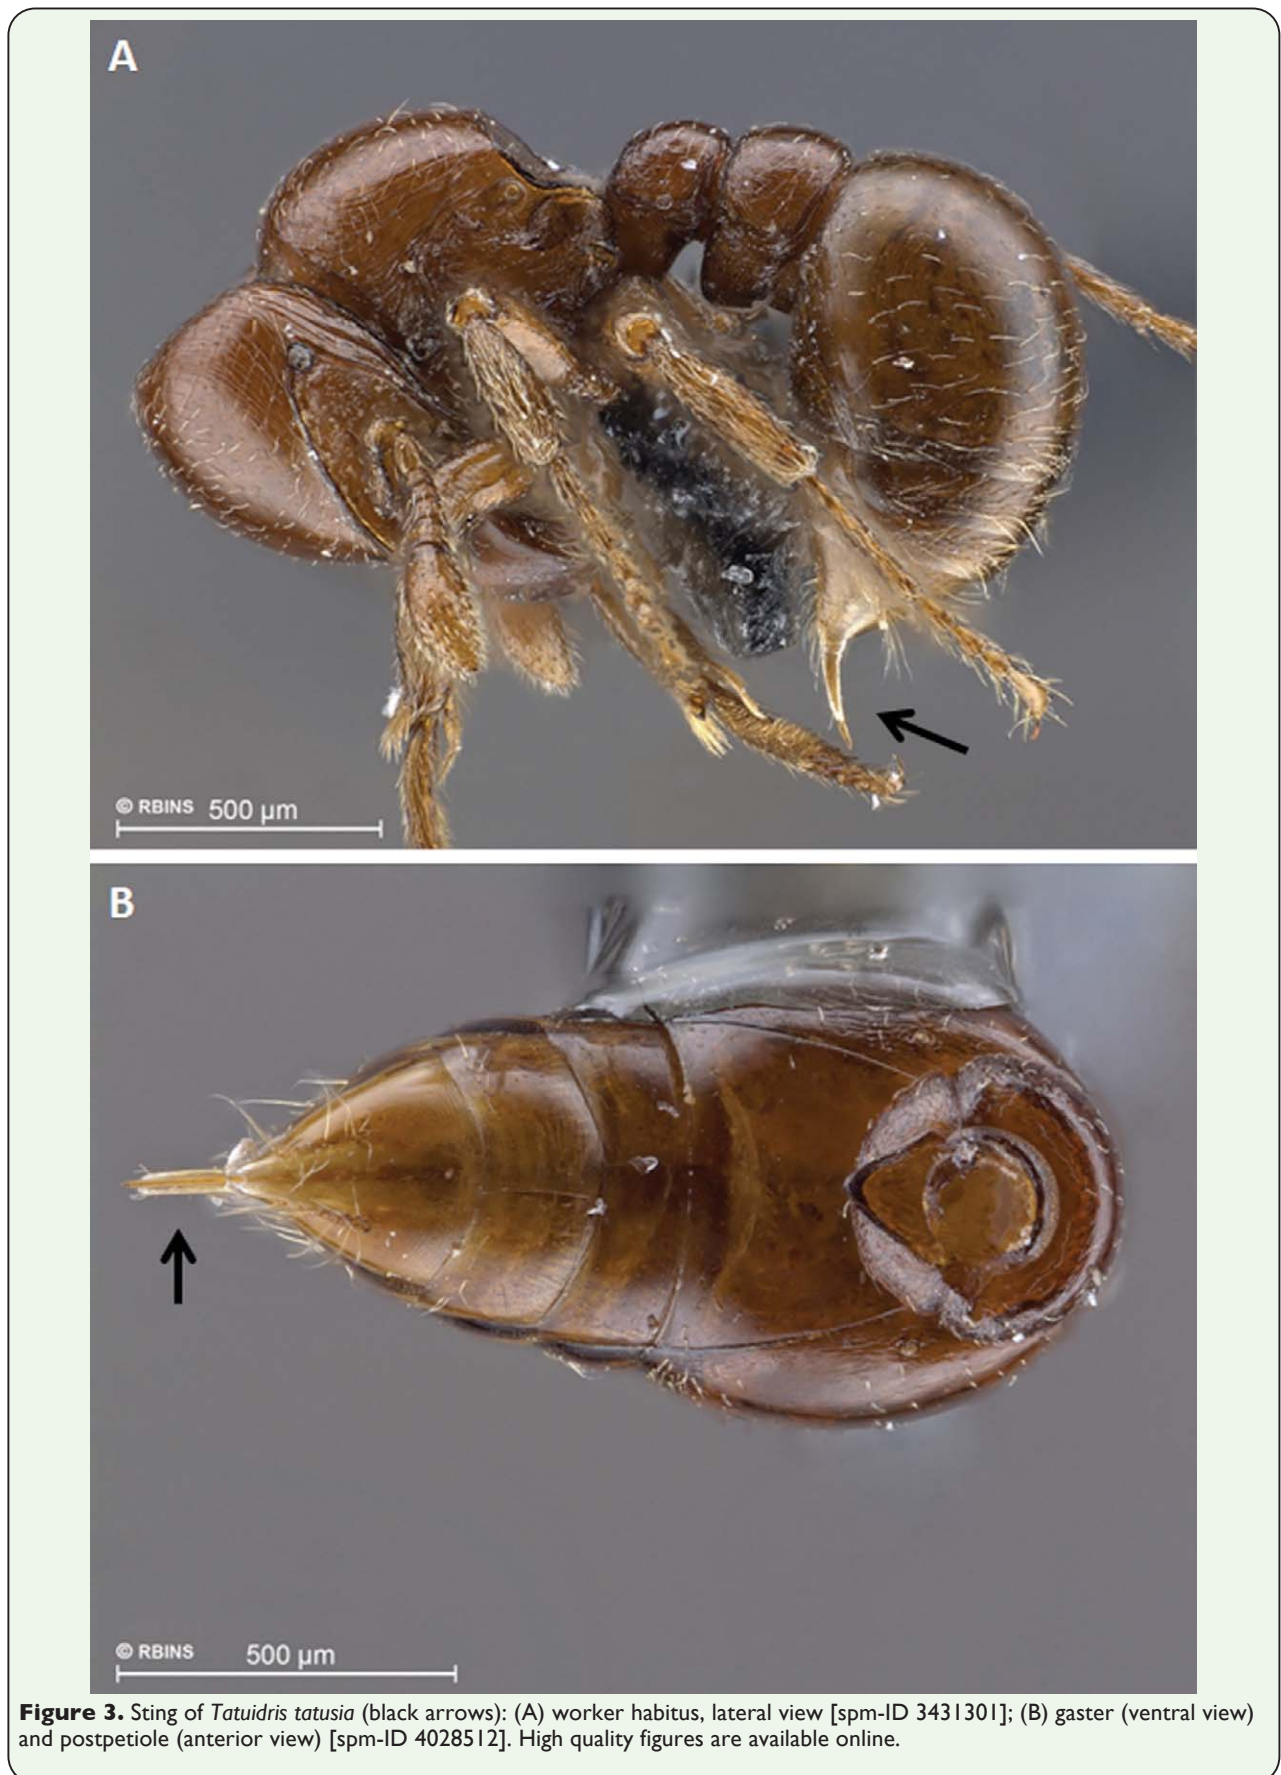 A
© RBINS 500 µm
B
© RBINS 500 µm
Figure 3. Sting of Tatuidris tatusia (black arrows): (A) worker habitus, lateral view [spm-ID 3431301]; (B) gaster (ventral view)
and postpetiole (anterior view) [spm-ID 4028512]. High quality figures are available online.